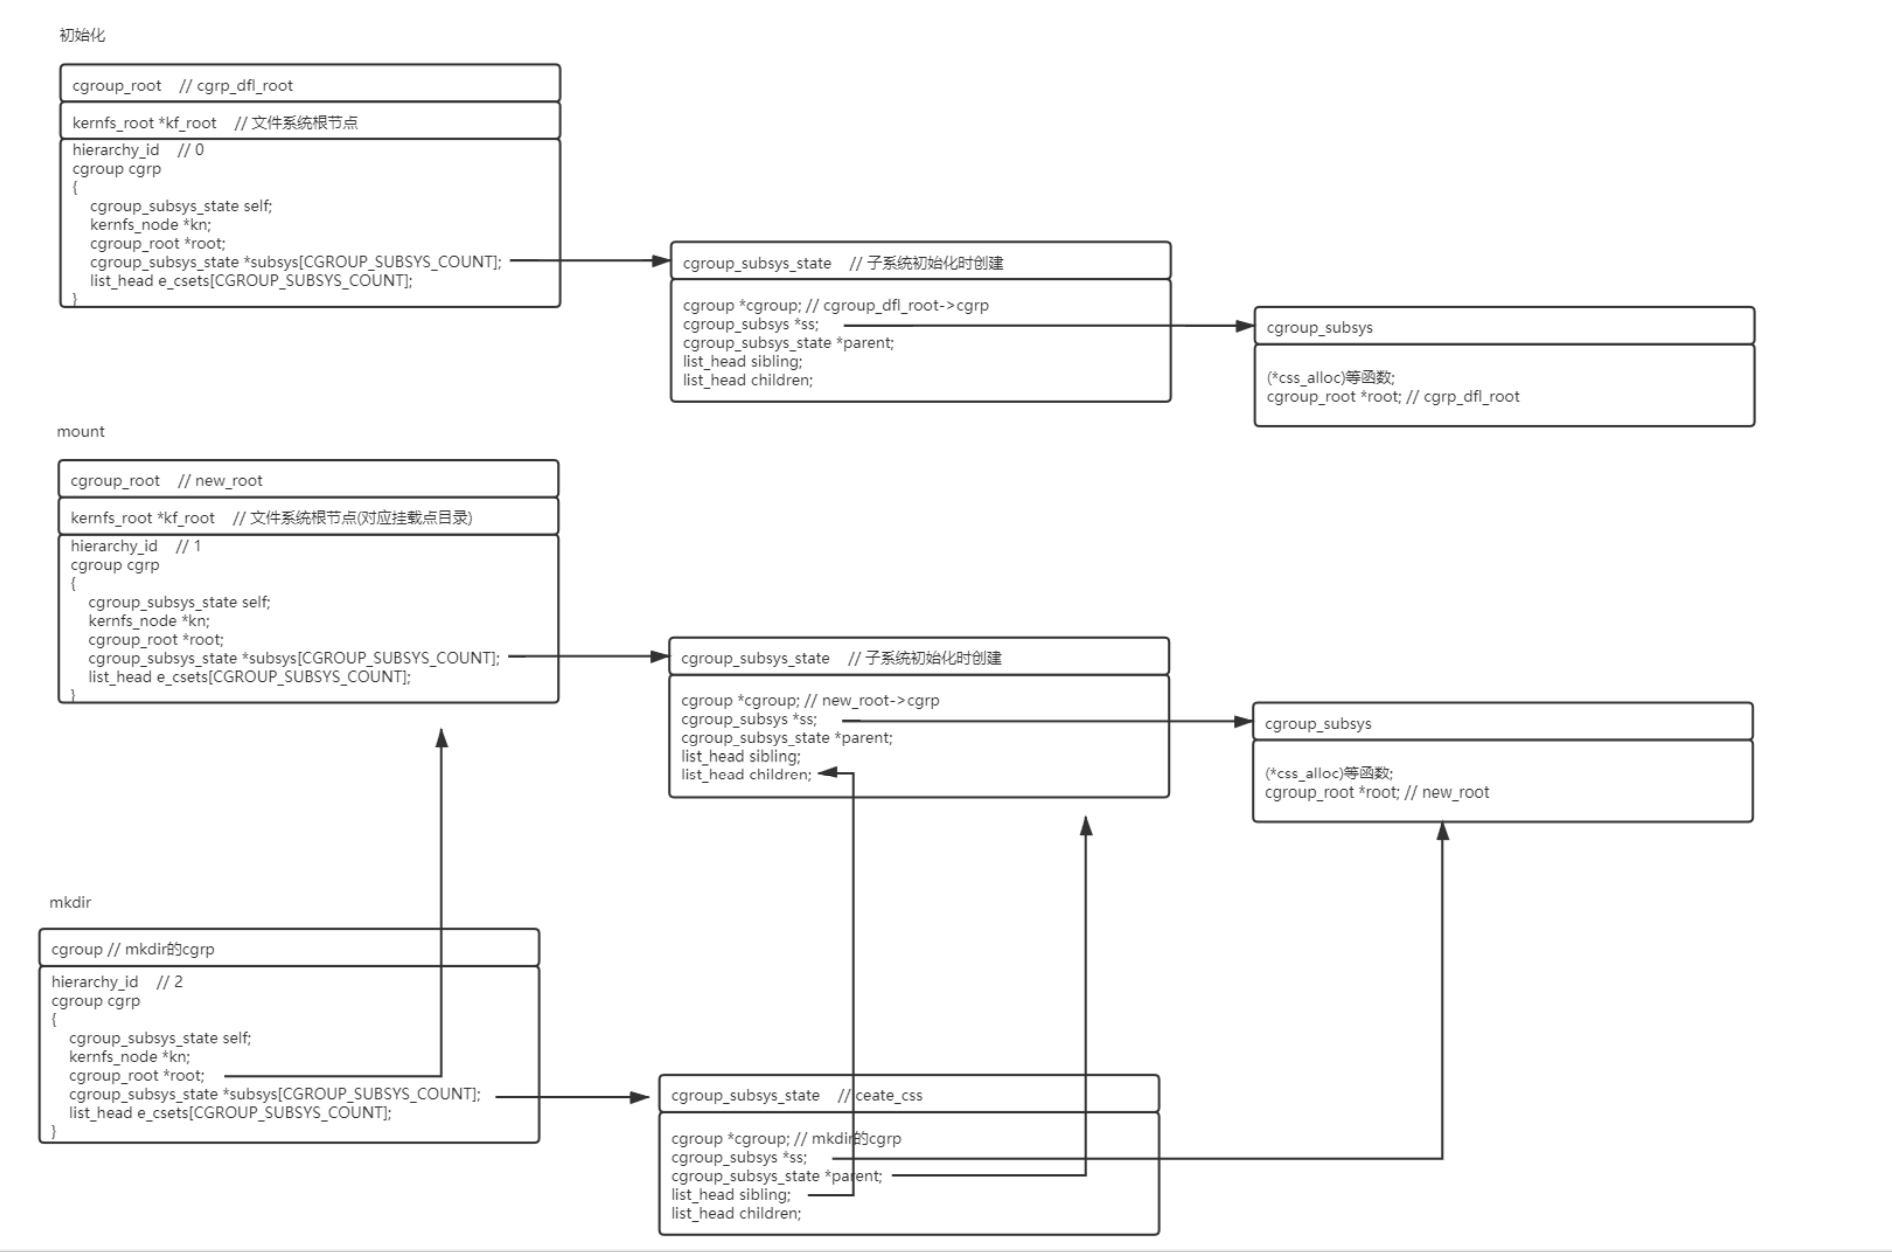 初始化
cgroup_root // cgrp_dfl_root
kernfs_root *kf_root // 文件系统根节点
hierarchy_id // 0
cgroup cgrp
{
cgroup_subsys_state self;
kernfs_node *kn;
cgroup_root *root;
cgroup_subsys_state *subsys[CGROUP_SUBSYS_COUNT];
list_head e_csets[CGROUP_SUBSYS_COUNT];
}
cgroup_subsys_state // 子系统初始化时创建
cgroup *cgroup; // cgroup_dfl_root->cgrp
cgroup_subsys *ss;
cgroup_subsys_state *parent;
list_head sibling;
list_head children;
cgroup_subsys
(*css_alloc)等函数;
cgroup_root *root; // cgrp_dfl_root
mount
cgroup_root // new_root
kernfs_root *kf_root // 文件系统根节点(对应挂载点目录)
hierarchy_id // 1
cgroup cgrp
{
cgroup_subsys_state self;
kernfs_node *kn;
cgroup_root *root;
cgroup_subsys_state *subsys[CGROUP_SUBSYS_COUNT];
list_head e_csets[CGROUP_SUBSYS_COUNT];
}
cgroup_subsys_state // 子系统初始化时创建
cgroup *cgroup; // new_root->cgrp
cgroup_subsys *ss;
cgroup_subsys_state *parent;
list_head sibling;
list_head children;
cgroup_subsys
(*css_alloc)等函数;
cgroup_root *root; // new_root
mkdir
cgroup // mkdir的cgrp
hierarchy_id // 2
cgroup cgrp
{
cgroup_subsys_state self;
kernfs_node *kn;
cgroup_root *root;
cgroup_subsys_state *subsys[CGROUP_SUBSYS_COUNT];
list_head e_csets[CGROUP_SUBSYS_COUNT];
}
cgroup_subsys_state // ceate_css
cgroup *cgroup; // mkdir的cgrp
cgroup_subsys *ss;
cgroup_subsys_state *parent;
list_head sibling;
list_head children;